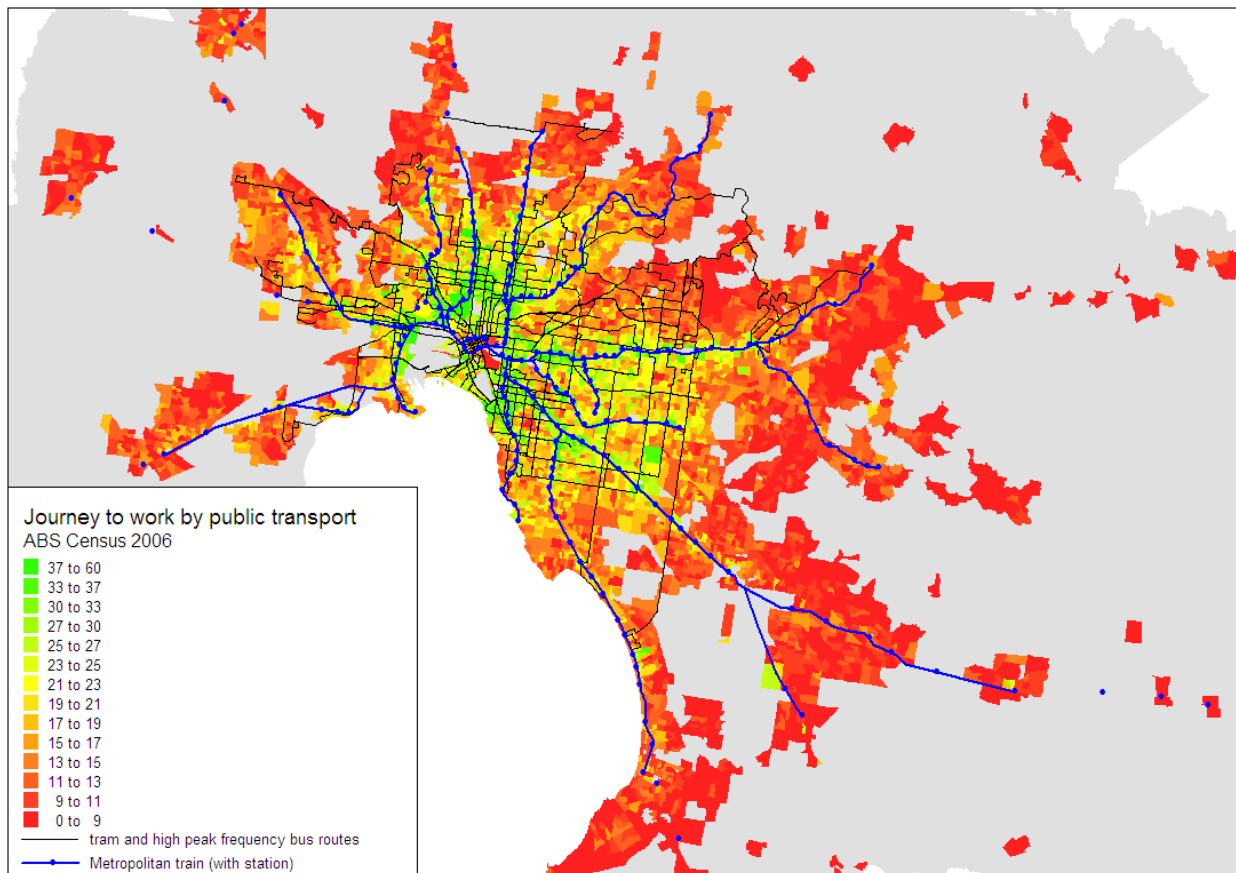 Journey to work by public transport
ABS Census 2006
37 to 60
33 to 37
30 to 33
27 to 30
25 to 27
23 to 25
21 to 23
19 to 21
17 to 19
15 to 17
13 to 15
11 to 13
9 to 11
0 to 9
tram and high peak frequency bus routes
Metropolitan train (with station)